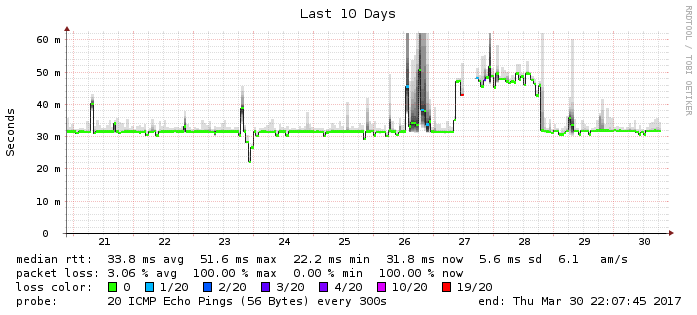 Last 10 Days
RRDTOOL / TOBI OETIKER
Seconds
60 m
50 m
40 m
30 m
20 m
10 m
0
21 22 23 24 25 26 27 28 29 30
median rtt: 33.8 ms avg 51.6 ms max 22.2 ms min 31.8 ms now 5.6 ms sd 6.1 am/s
packet loss: 3.06 % avg 100.00 % max 0.00 % min 100.00 % now
loss color: 0 1/20 2/20 3/20 4/20 10/20 19/20
probe: 20 ICMP Echo Pings (56 Bytes) every 300s end: Thu Mar 30 22:07:45 2017